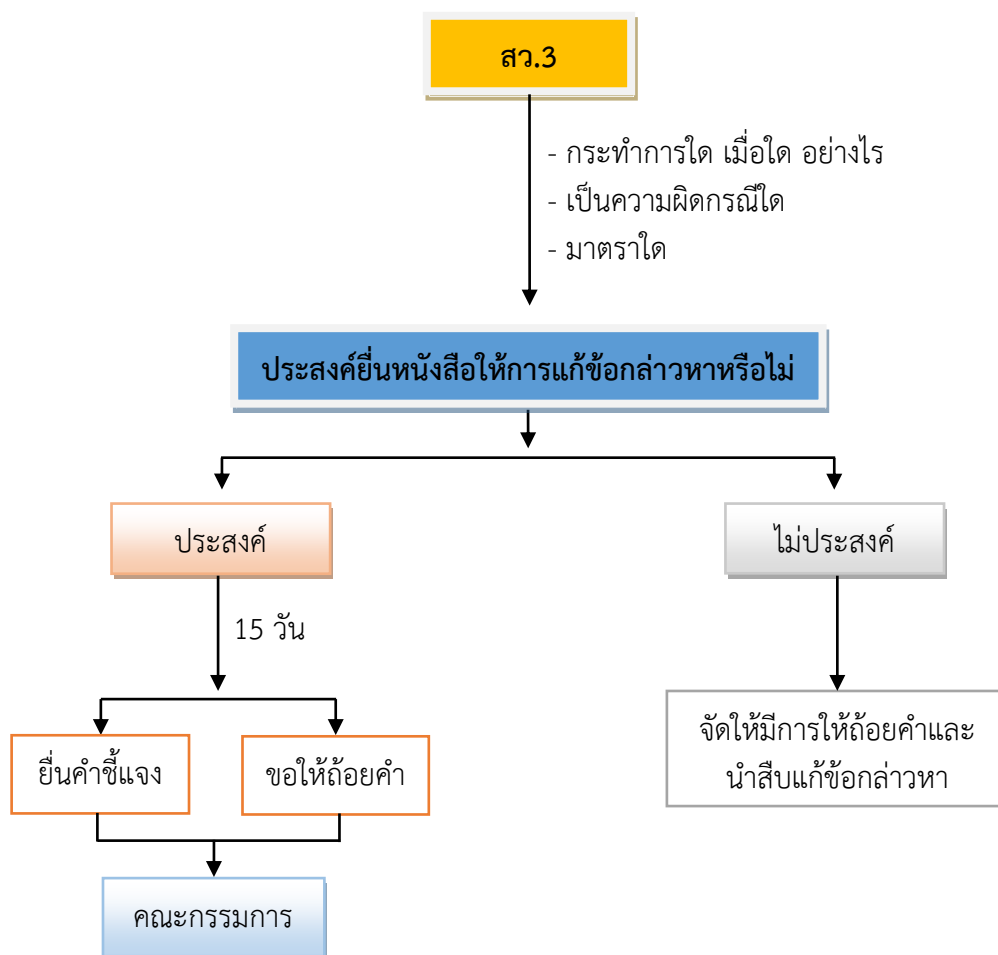 สว.3
- กระทำการใด เมื่อใด อย่างไร
- เป็นความผิดกรณีใด
- มาตราใด
ประสงค์ยื่นหนังสือให้การแก้ข้อกล่าวหาหรือไม่
ประสงค์
ไม่ประสงค์
15 วัน
ยื่นคำชี้แจง
ขอให้ถ้อยคำ
จัดให้มีการให้ถ้อยคำและ
นำสืบแก้ข้อกล่าวหา
คณะกรรมการ